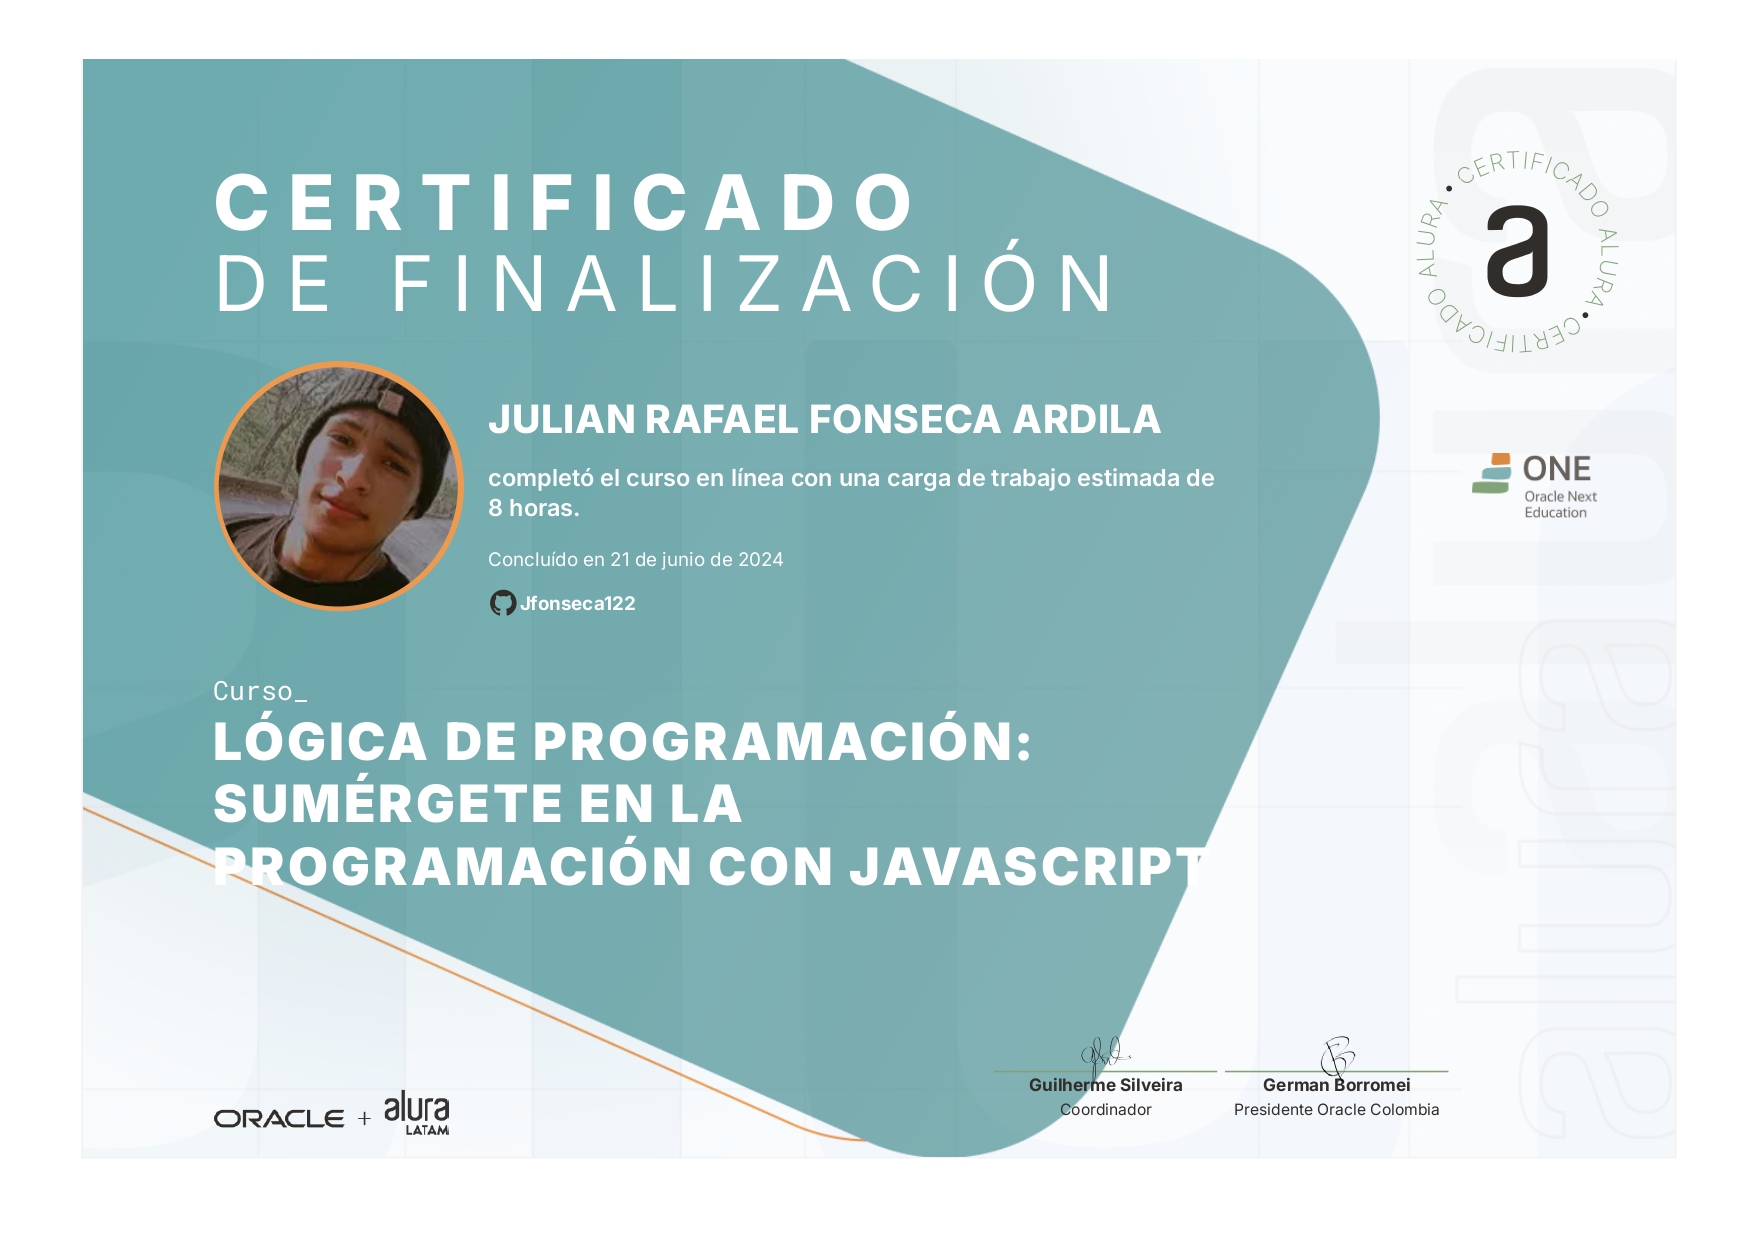 CERTIFICADO
DE FINALIZACIÓN
• CERTIFICADO ALURA • CERTIFICADO ALURA
a
JULIAN RAFAEL FONSECA ARDILA
completó el curso en línea con una carga de trabajo estimada de
8 horas.
Concluído en 21 de junio de 2024
Jfonseca122
ONE
Oracle Next
Education
Curso_
LÓGICA DE PROGRAMACIÓN:
SUMÉRGETE EN LA
PROGRAMACIÓN CON JAVASCRIPT
alura
alura
ORACLE + alura
LATAM
Guilherme Silveira
Coordinador
German Borromei
Presidente Oracle Colombia